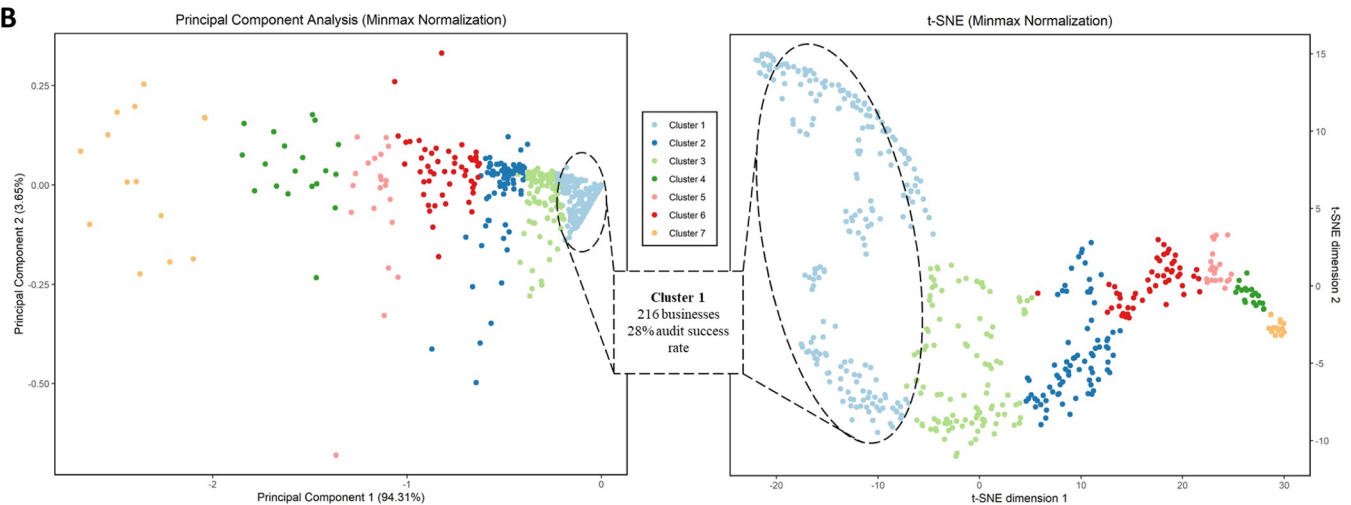 B
Principal Component Analysis (Minmax Normalization)
t-SNE (Minmax Normalization)
Principal Component 2 (3.65%)
0.25
0.00
-0.25
-0.50
-2
-1
0
Principal Component 1 (94.31%)
Cluster 1
Cluster 2
Cluster 3
Cluster 4
Cluster 5
Cluster 6
Cluster 7
Cluster 1
216 businesses
28% audit success
rate
15
10
5
0
-5
-10
t-SNE dimension 2
-20
-10
0
10
20
30
t-SNE dimension 1